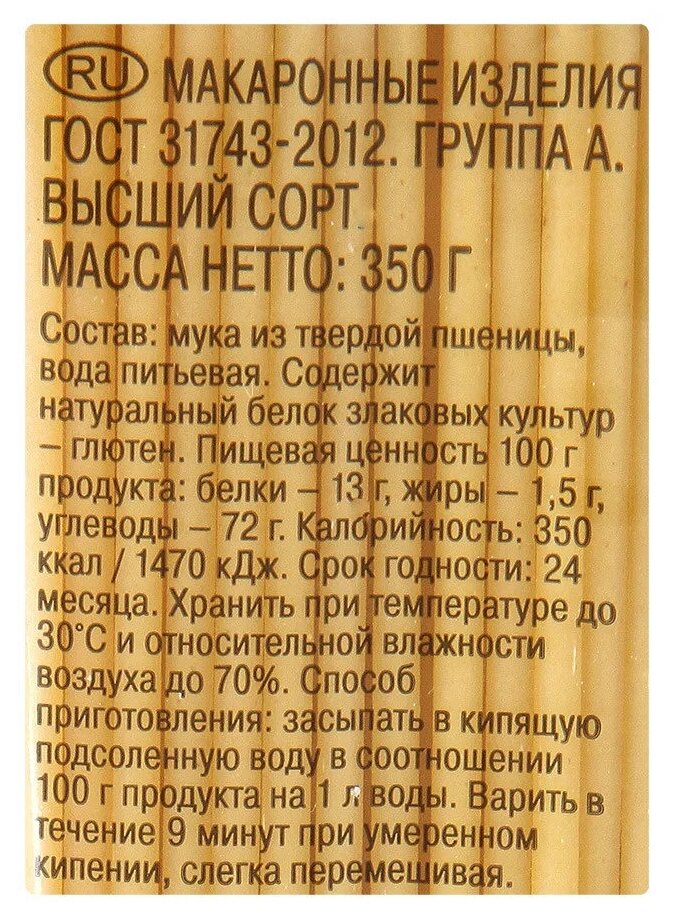 RU МАКАРОННЫЕ ИЗДЕЛИЯ
ГОСТ 31743-2012. ГРУППА А.
ВЫСШИЙ СОРТ.
МАССА НЕТТО: 350 Г
Состав: мука из твердой пшеницы,
вода питьевая. Содержит
натуральный белок злаковых культур
– глютен. Пищевая ценность 100 г
продукта: белки – 13 г, жиры – 1,5 г,
углеводы – 72 г. Калорийность: 350
ккал / 1470 кДж. Срок годности: 24
месяца. Хранить при температуре до
30°С и относительной влажности
воздуха до 70%. Способ
приготовления: засыпать в кипящую
подсоленную воду в соотношении
100 г продукта на 1 л воды. Варить в
течение 9 минут при умеренном
кипении, слегка перемешивая.